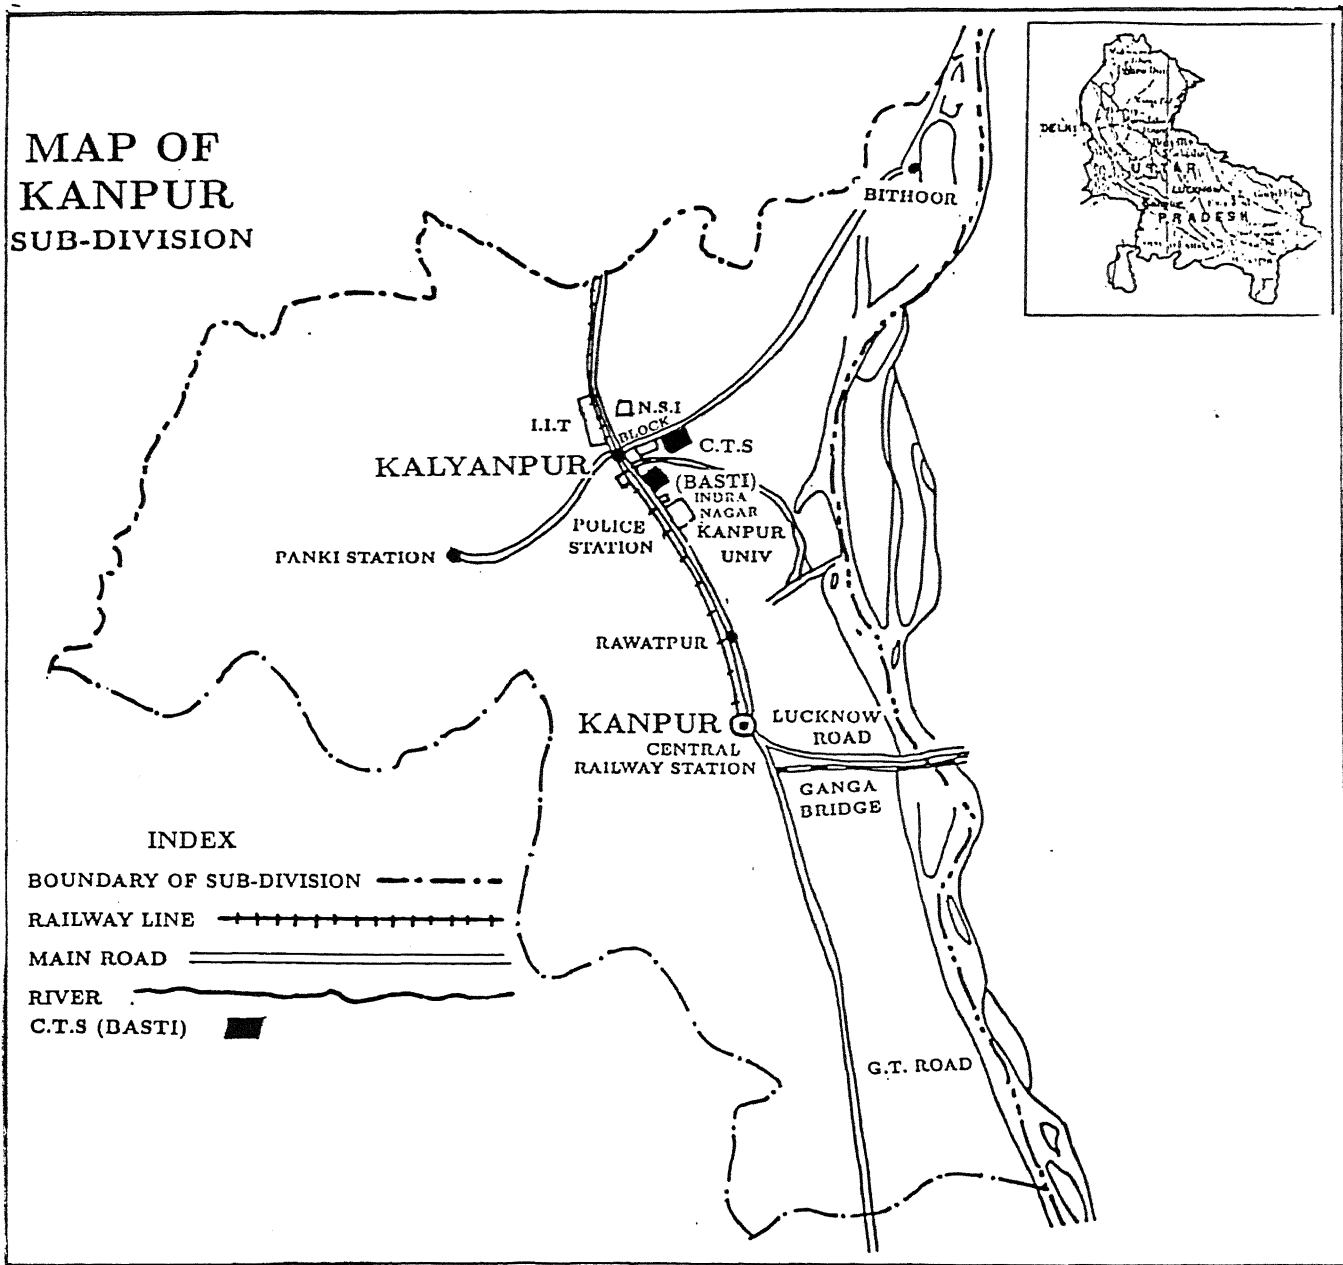 MAP OF
KANPUR
SUB-DIVISION
DELHI
UTTAR
LUCKNOW
PRADESH
BITHOOR
I.I.T
N.S.I
BLOCK
C.T.S
KALYANPUR
(BASTI)
INDRA
NAGAR
KANPUR
UNIV
POLICE
STATION
PANKI STATION
RAWATPUR
KANPUR
CENTRAL
RAILWAY STATION
LUCKNOW
ROAD
GANGA
BRIDGE
G.T. ROAD
INDEX
BOUNDARY OF SUB-DIVISION
RAILWAY LINE
MAIN ROAD
RIVER
C.T.S (BASTI)